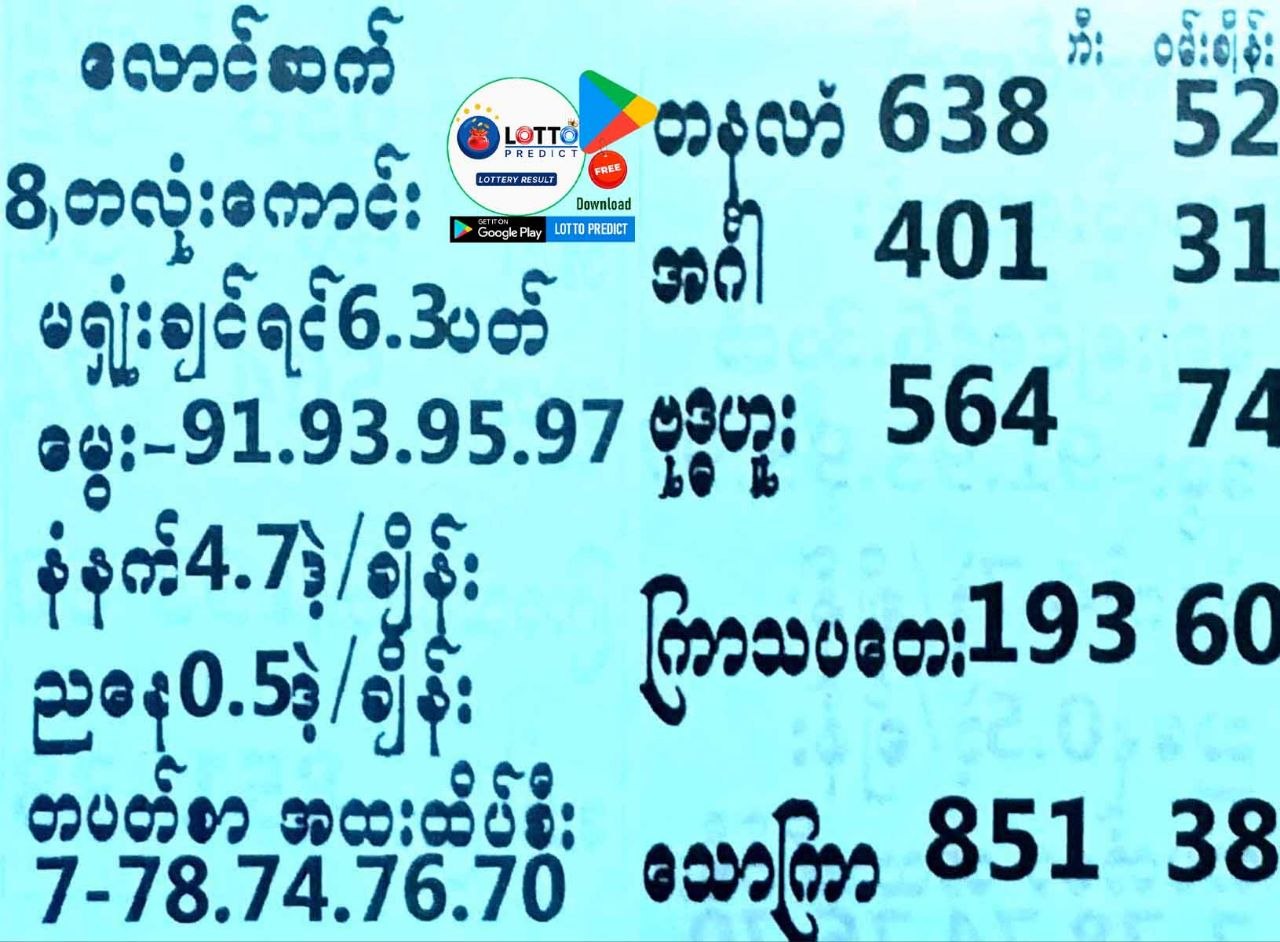 လောင်ဆက်
8,တလုံးကောင်း
မရှုံးချင်ရင်6.3ပတ်
မွေး-91.93.95.97
နံနက်4.7ဒဲ့/ချိန်း
ညနေ0.5ဒဲ့/ချိန်း
တပတ်စာ အထူးထိပ်စီး
7-78.74.76.70
LOTTO
PREDICT
LOTTERY RESULT
FREE
Download
GET IT ON
Google Play
LOTTO PREDICT
ဘီး ဝမ်းချိန်း
တနင်္လာ 638 52
အင်္ဂါ 401 31
ဗုဒ္ဓဟူး 564 74
ကြာသပတေး 193 60
သောကြာ 851 38